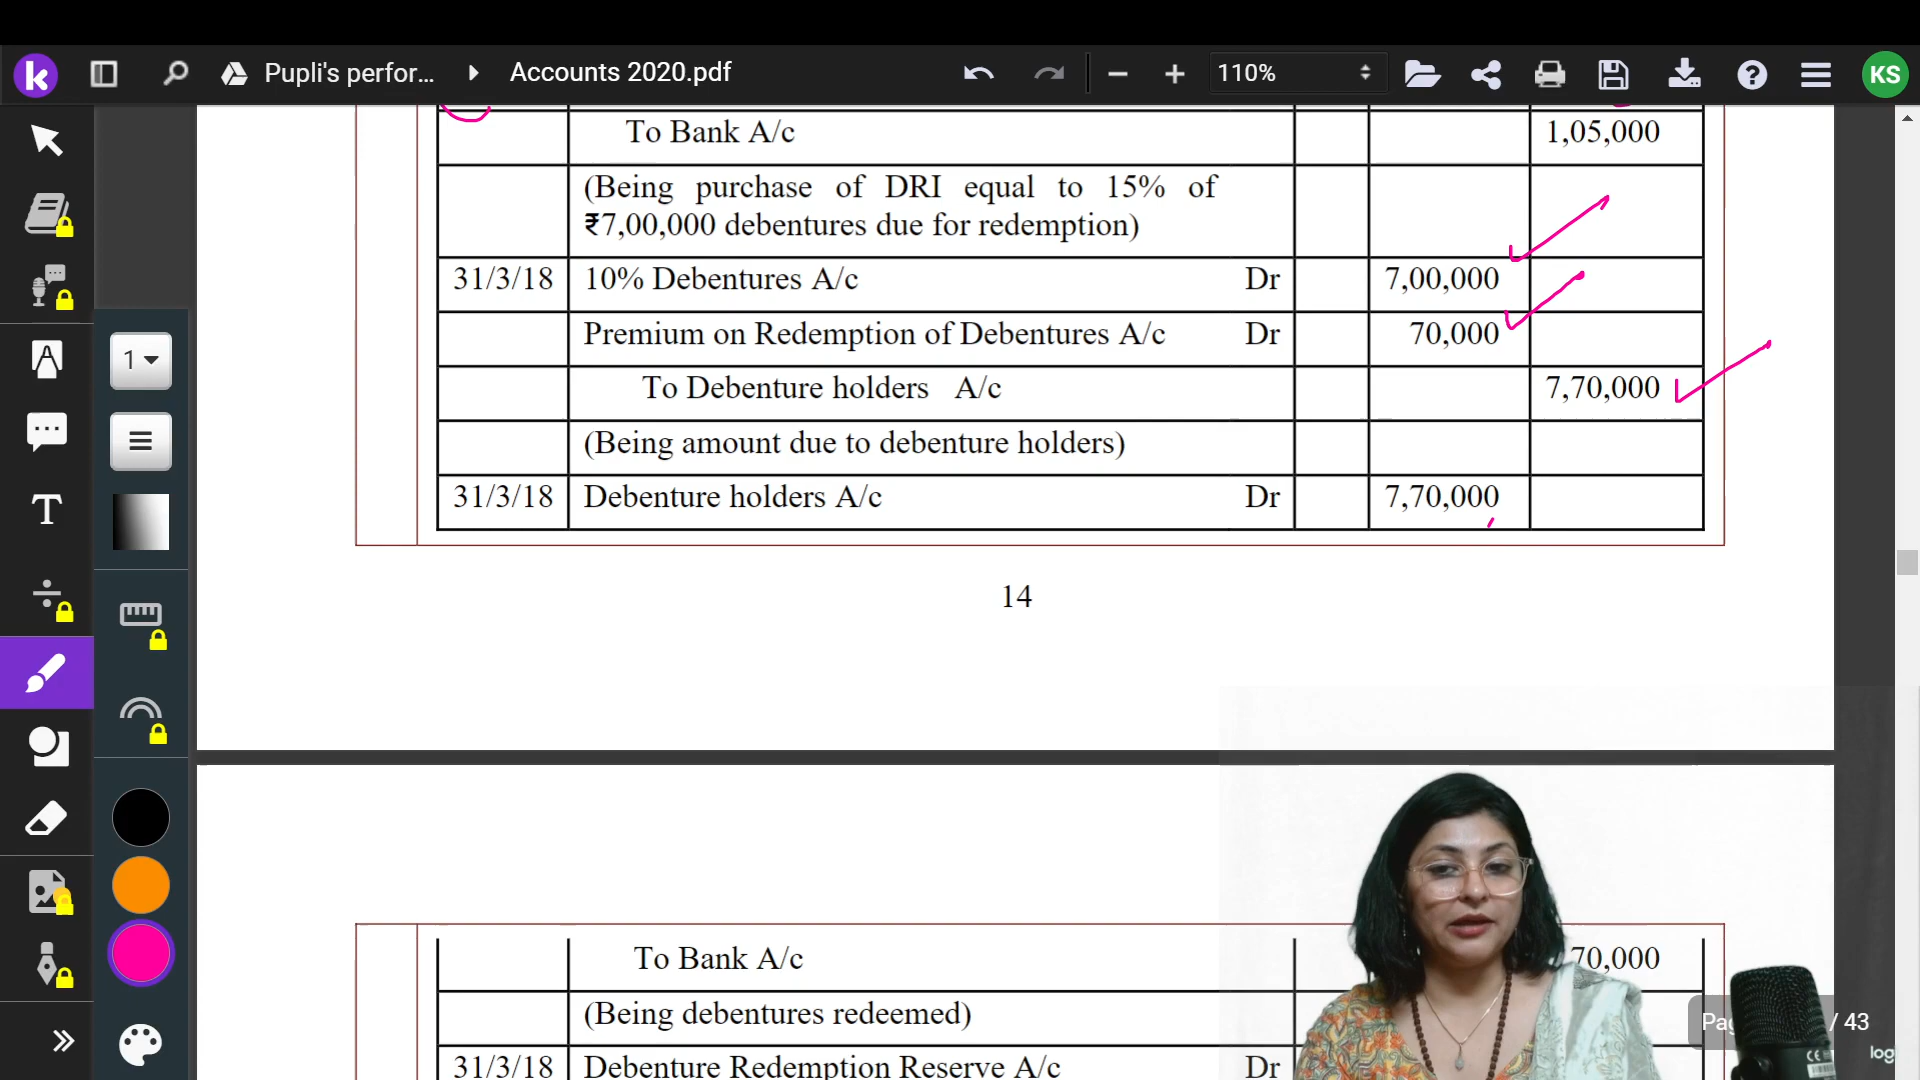 k Pupli's perfor... Accounts 2020.pdf 110% KS
To Bank A/c 1,05,000
(Being purchase of DRI equal to 15% of
₹7,00,000 debentures due for redemption)
31/3/18 10% Debentures A/c Dr 7,00,000
Premium on Redemption of Debentures A/c Dr 70,000
To Debenture holders A/c 7,70,000
(Being amount due to debenture holders)
31/3/18 Debenture holders A/c Dr 7,70,000
14
To Bank A/c 70,000
(Being debentures redeemed)
31/3/18 Debenture Redemption Reserve A/c Dr
/ 43
1
T